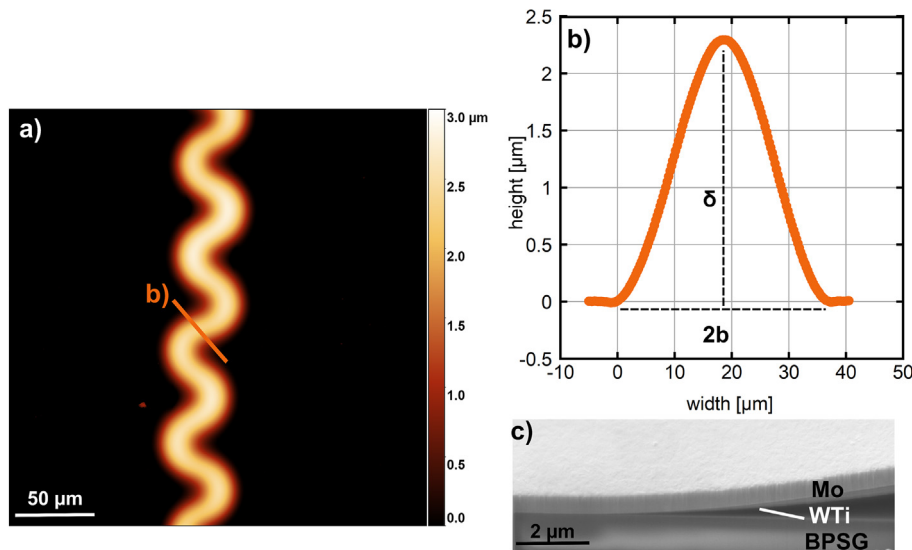 a)
b)
50 µm
3.0 µm
2.5
2.0
1.5
1.0
0.5
0.0
b)
2.5
2
1.5
1
0.5
0
-0.5
height [µm]
δ
2b
-10
0
10
20
30
40
50
width [µm]
c)
Mo
WTi
BPSG
2 µm